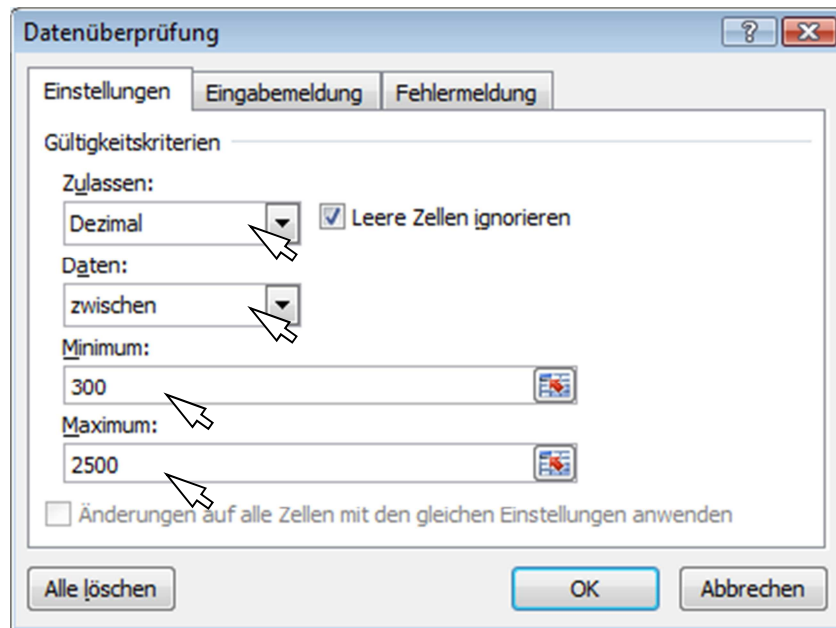 Datenüberprüfung
Einstellungen Eingabemeldung Fehlermeldung
Gültigkeitskriterien
Zulassen:
Dezimal Leere Zellen ignorieren
Daten:
zwischen
Minimum:
300
Maximum:
2500
Änderungen auf alle Zellen mit den gleichen Einstellungen anwenden
Alle löschen OK Abbrechen